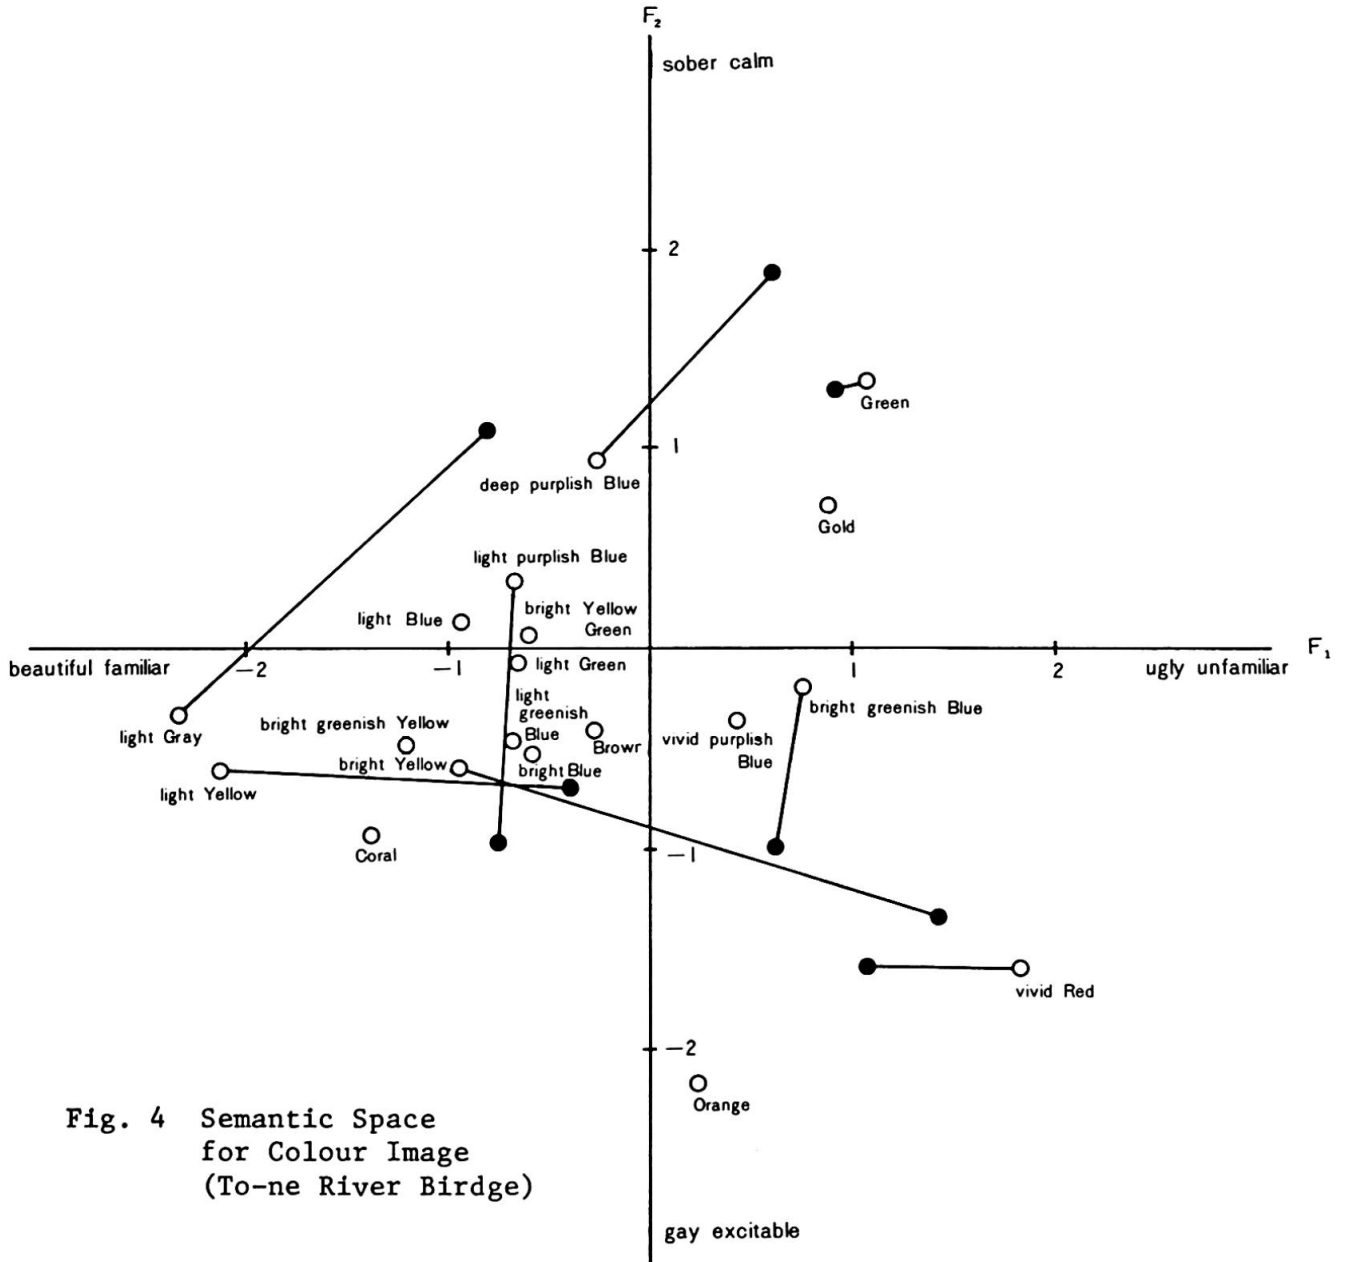 F₂
sober calm
2
Green
1
deep purplish Blue
Gold
light purplish Blue
bright Yellow
Green
light Blue
F₁
beautiful familiar
−2
−1
light Green
1
2
ugly unfamiliar
light
greenish
Blue
bright greenish Blue
light Gray
bright greenish Yellow
Browr
vivid purplish
Blue
bright Yellow
bright Blue
light Yellow
Coral
−1
vivid Red
−2
Orange
Fig. 4 Semantic Space
for Colour Image
(To-ne River Birdge)
gay excitable